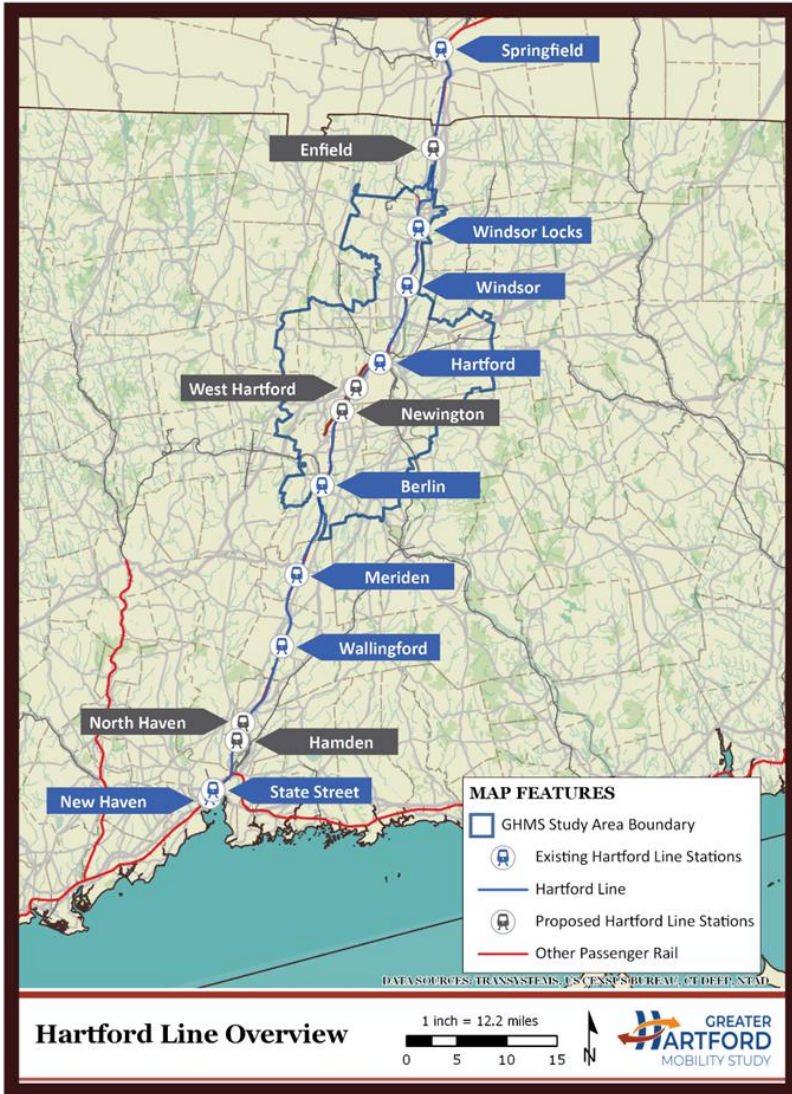 Springfield
Enfield
Windsor Locks
Windsor
Hartford
West Hartford
Newington
Berlin
Meriden
Wallingford
North Haven
Hamden
State Street
New Haven
MAP FEATURES
GHMS Study Area Boundary
Existing Hartford Line Stations
Hartford Line
Proposed Hartford Line Stations
Other Passenger Rail
DATA SOURCES: TRANSYSTEMS, US CENSUS BUREAU, CT DEEP, NTAD
Hartford Line Overview
1 inch = 12.2 miles
0 5 10 15
N
GREATER
HARTFORD
MOBILITY STUDY